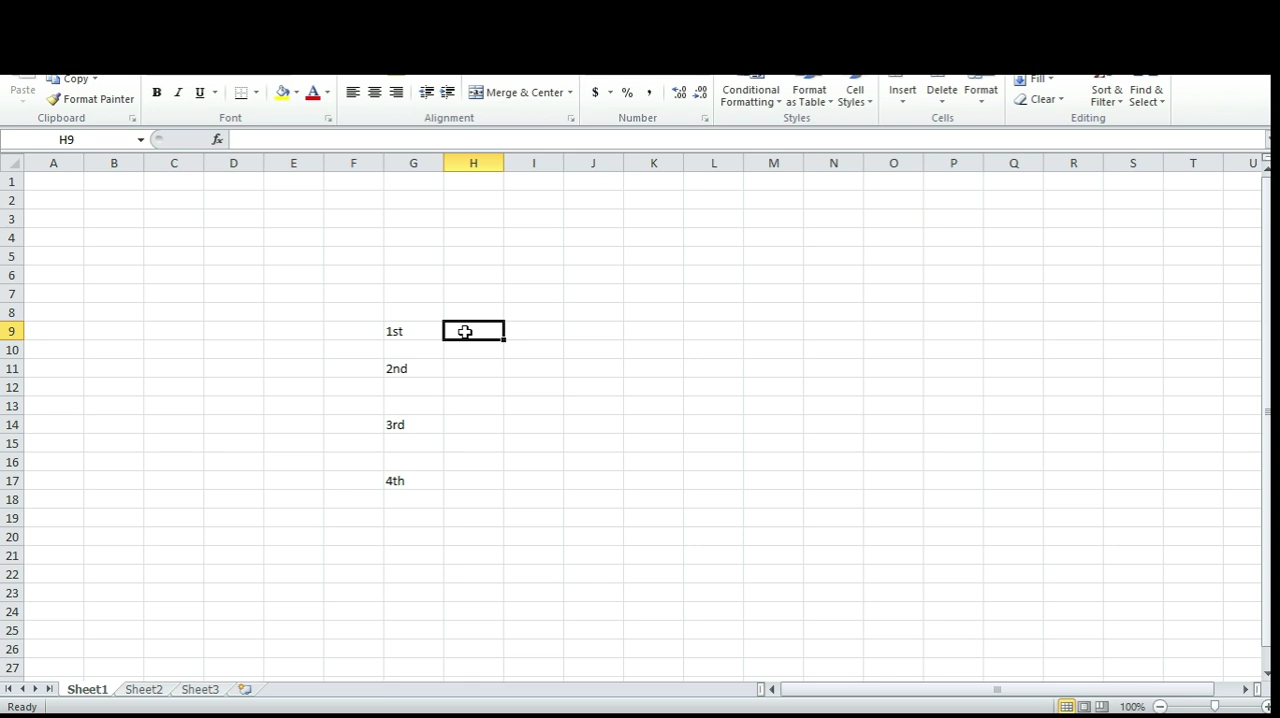 Copy
Paste
Format Painter
Clipboard
B I U A
Font
Merge & Center
Alignment
$ % ,
Number
Conditional Formatting
Format as Table
Cell Styles
Styles
Insert
Delete
Format
Cells
Fill
Clear
Sort & Filter
Find & Select
Editing
H9
fx
A B C D E F G H I J K L M N O P Q R S T U
1
2
3
4
5
6
7
8
9 1st
10
11 2nd
12
13
14 3rd
15
16
17 4th
18
19
20
21
22
23
24
25
26
27
Sheet1 Sheet2 Sheet3
Ready
100%